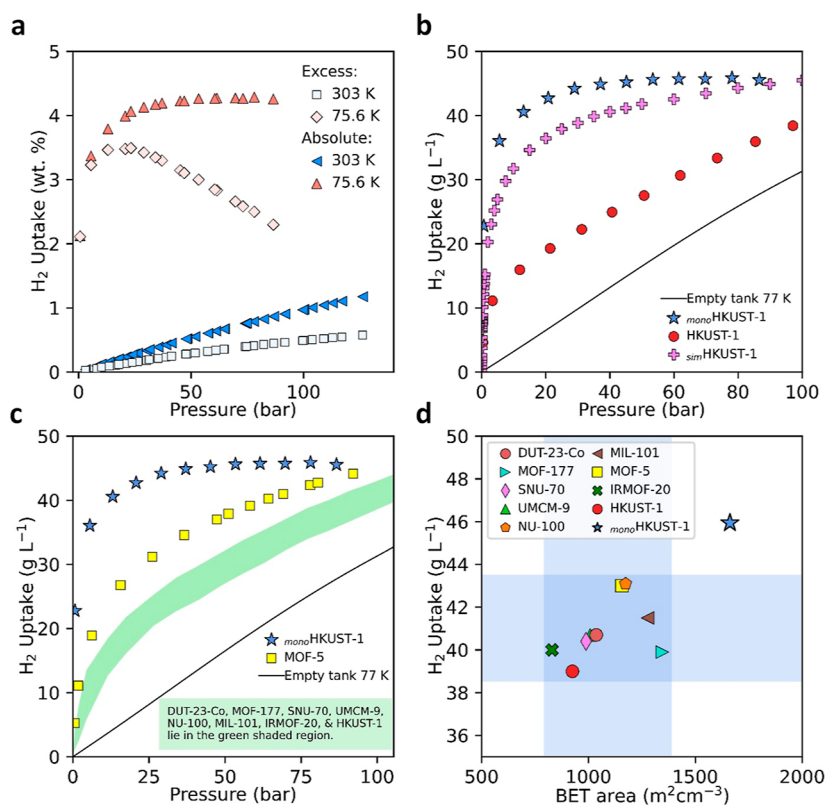 a
5
4
3
2
1
0
0
50
100
H₂ Uptake (wt. %)
Pressure (bar)
Excess:
303 K
75.6 K
Absolute:
303 K
75.6 K
b
50
40
30
20
10
0
0
20
40
60
80
100
H₂ Uptake (g L⁻¹)
Pressure (bar)
Empty tank 77 K
monoHKUST-1
HKUST-1
simHKUST-1
c
50
40
30
20
10
0
0
25
50
75
100
H₂ Uptake (g L⁻¹)
Pressure (bar)
monoHKUST-1
MOF-5
Empty tank 77 K
DUT-23-Co, MOF-177, SNU-70, UMCM-9,
NU-100, MIL-101, IRMOF-20, & HKUST-1
lie in the green shaded region.
d
50
48
46
44
42
40
38
36
500
1000
1500
2000
H₂ Uptake (g L⁻¹)
BET area (m²cm⁻³)
DUT-23-Co
MOF-177
SNU-70
UMCM-9
NU-100
MIL-101
MOF-5
IRMOF-20
HKUST-1
monoHKUST-1